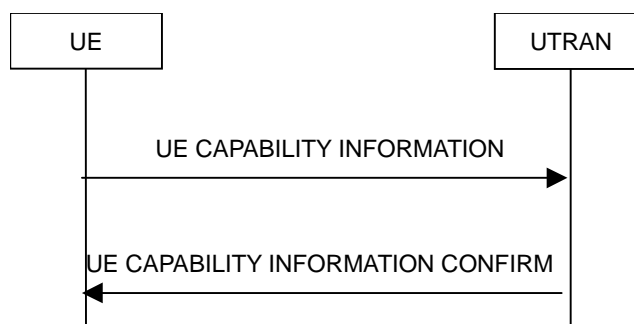 UE
UTRAN
UE CAPABILITY INFORMATION
UE CAPABILITY INFORMATION CONFIRM